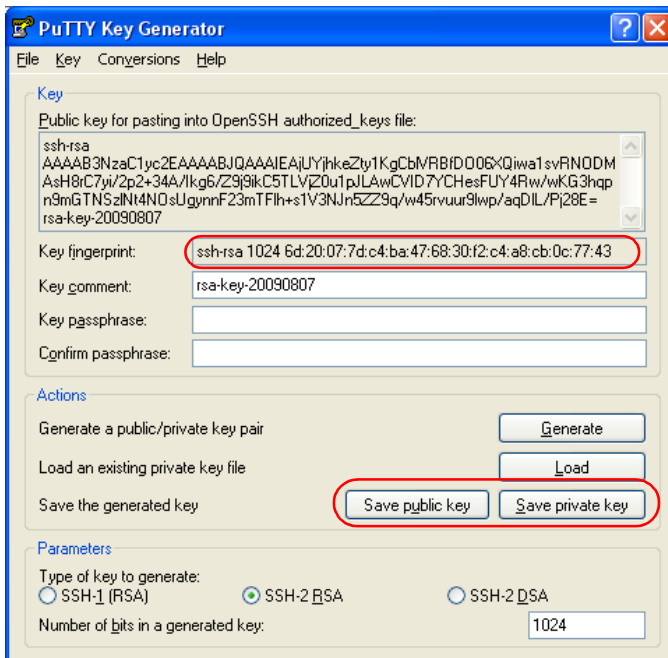 PuTTY Key Generator
File Key Conversions Help
Key
Public key for pasting into OpenSSH authorized_keys file:
ssh-rsa
AAAAB3NzaC1yc2EAAAABJQAAAIEAjUYjhkeZty1KgCblVRBfDO06XQiwa1svRNODM
AsH8rC7yi/2p2+34A/Ikg6/Z9j9ikC5TLVjZ0u1pJLAwCVID7YCHesFUY4Rw/wKG3hqp
n9mGTNSzlNt4NOsUgynnF23mTFlh+s1V3NJn5ZZ9q/w45rvuur9lwp/aqDIL/Pj28E=
rsa-key-20090807
Key fingerprint: ssh-rsa 1024 6d:20:07:7d:c4:ba:47:68:30:f2:c4:a8:cb:0c:77:43
Key comment: rsa-key-20090807
Key passphrase:
Confirm passphrase:
Actions
Generate a public/private key pair Generate
Load an existing private key file Load
Save the generated key Save public key Save private key
Parameters
Type of key to generate:
SSH-1 (RSA) SSH-2 RSA SSH-2 DSA
Number of bits in a generated key: 1024